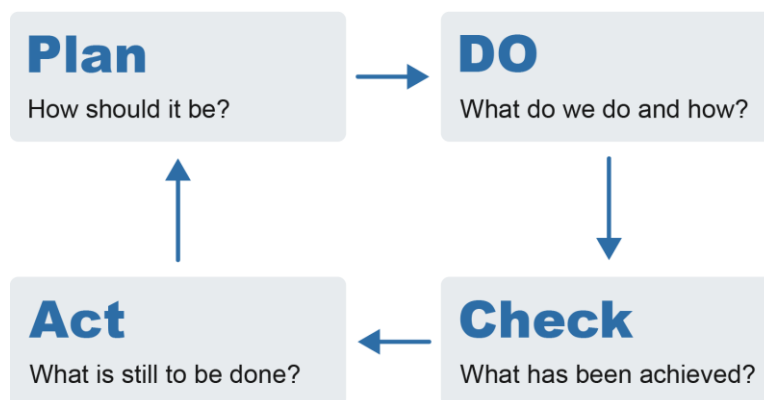 Plan
How should it be?
DO
What do we do and how?
Act
What is still to be done?
Check
What has been achieved?